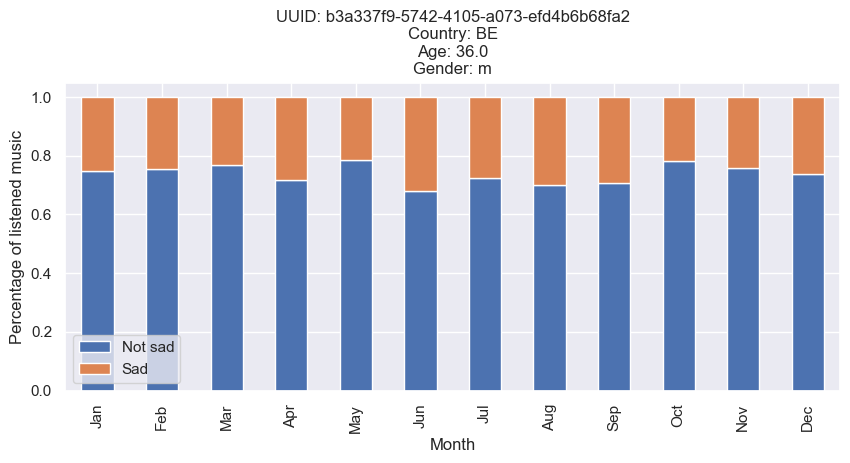 UUID: b3a337f9-5742-4105-a073-efd4b6b68fa2
Country: BE
Age: 36.0
Gender: m
Percentage of listened music
1.0
0.8
0.6
0.4
0.2
0.0
Not sad
Sad
Jan
Feb
Mar
Apr
May
Jun
Jul
Aug
Sep
Oct
Nov
Dec
Month